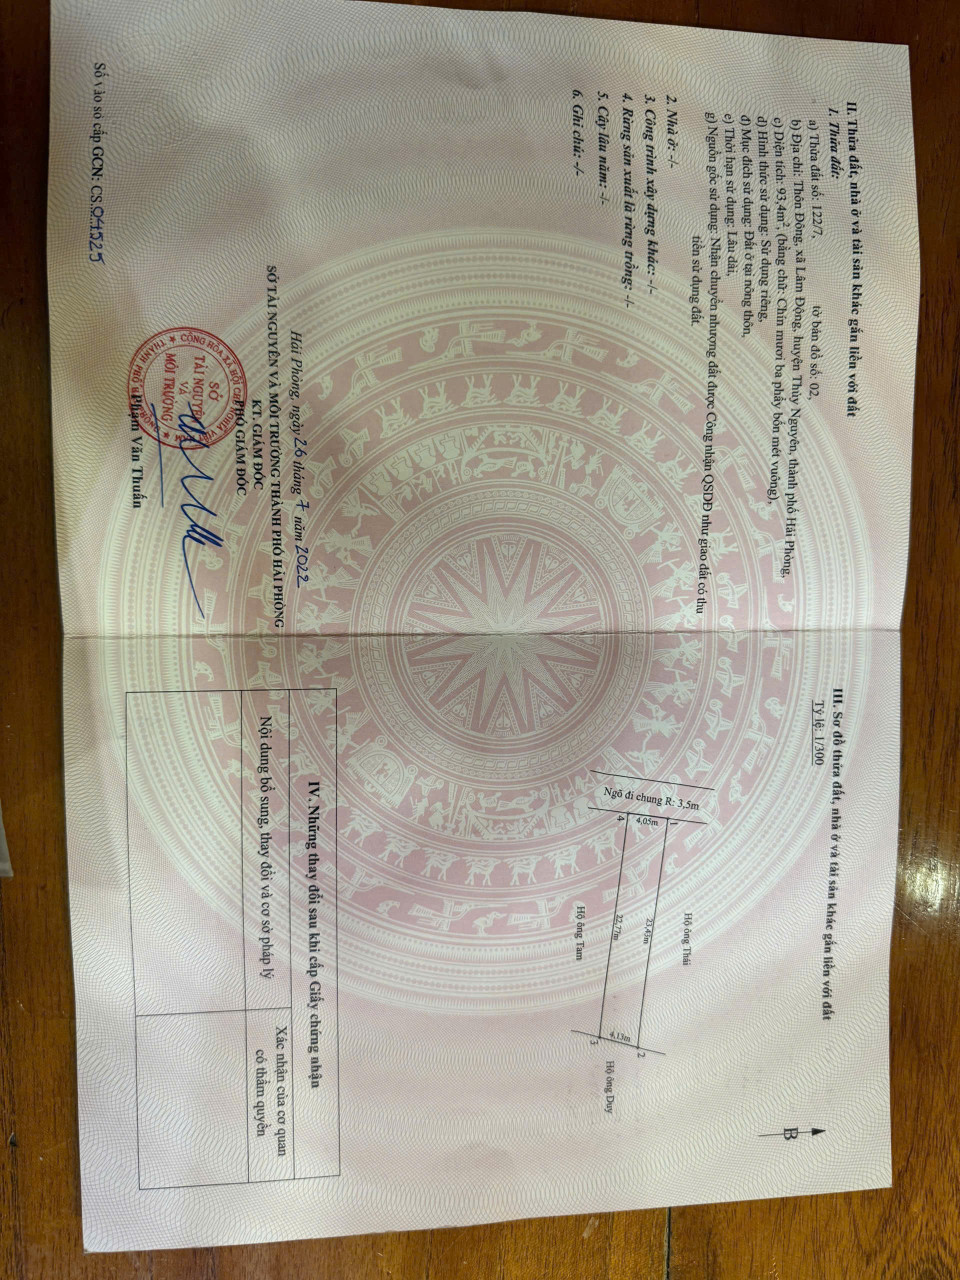 II. Thửa đất, nhà ở và tài sản khác gắn liền với đất
1. Thửa đất:
a) Thửa đất số: 122/7, tờ bản đồ số: 02,
b) Địa chỉ: Thôn Đông, xã Lâm Động, huyện Thủy Nguyên, thành phố Hải Phòng,
c) Diện tích: 93,4m², (bằng chữ: Chín mươi ba phẩy bốn mét vuông),
d) Hình thức sử dụng: Sử dụng riêng,
đ) Mục đích sử dụng: Đất ở tại nông thôn,
e) Thời hạn sử dụng: Lâu dài,
g) Nguồn gốc sử dụng: Nhận chuyển nhượng đất được Công nhận QSDĐ như giao đất có thu
tiền sử dụng đất.
2. Nhà ở: -/-
3. Công trình xây dựng khác: -/-
4. Rừng sản xuất là rừng trồng: -/-
5. Cây lâu năm: -/-
6. Ghi chú: -/-
Hải Phòng, ngày 26 tháng 7 năm 2022
SỞ TÀI NGUYÊN VÀ MÔI TRƯỜNG THÀNH PHỐ HẢI PHÒNG
KT. GIÁM ĐỐC
PHÓ GIÁM ĐỐC
SỞ
TÀI NGUYÊN
VÀ
MÔI TRƯỜNG
Phạm Văn Thuấn
Số vào sổ cấp GCN: CS.04525
III. Sơ đồ thửa đất, nhà ở và tài sản khác gắn liền với đất
Tỷ lệ: 1/300
B
Ngõ đi chung R: 3,5m
Hộ ông Thái
1
4,05m
23,43m
2
4
22,77m
4,13m
3
Hộ ông Duy
Hộ ông Tam
IV. Những thay đổi sau khi cấp Giấy chứng nhận
Nội dung bổ sung, thay đổi và cơ sở pháp lý
Xác nhận của cơ quan
có thẩm quyền